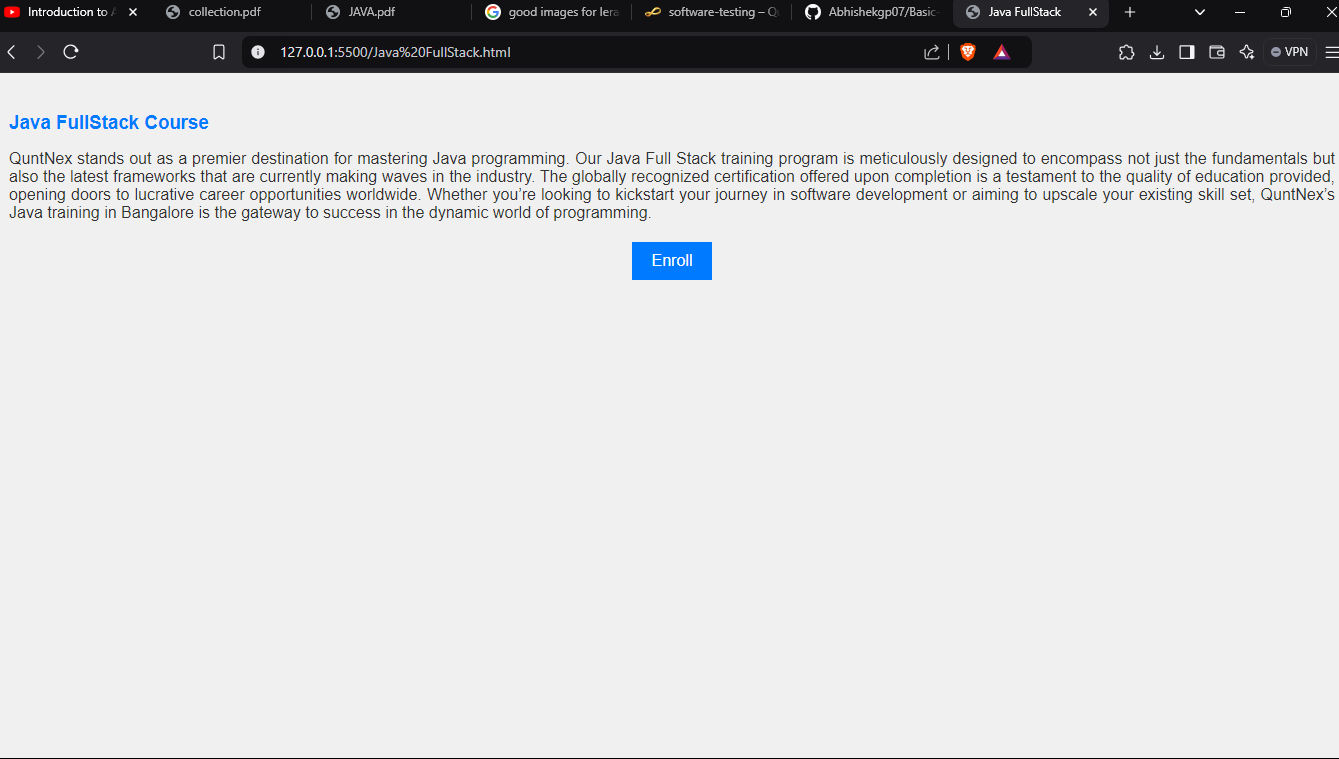 Introduction to
collection.pdf
JAVA.pdf
good images for lera
software-testing – Q
Abhishekgp07/Basic-
Java FullStack
127.0.0.1:5500/Java%20FullStack.html
VPN
Java FullStack Course
QuntNex stands out as a premier destination for mastering Java programming. Our Java Full Stack training program is meticulously designed to encompass not just the fundamentals but
also the latest frameworks that are currently making waves in the industry. The globally recognized certification offered upon completion is a testament to the quality of education provided,
opening doors to lucrative career opportunities worldwide. Whether you’re looking to kickstart your journey in software development or aiming to upscale your existing skill set, QuntNex’s
Java training in Bangalore is the gateway to success in the dynamic world of programming.
Enroll